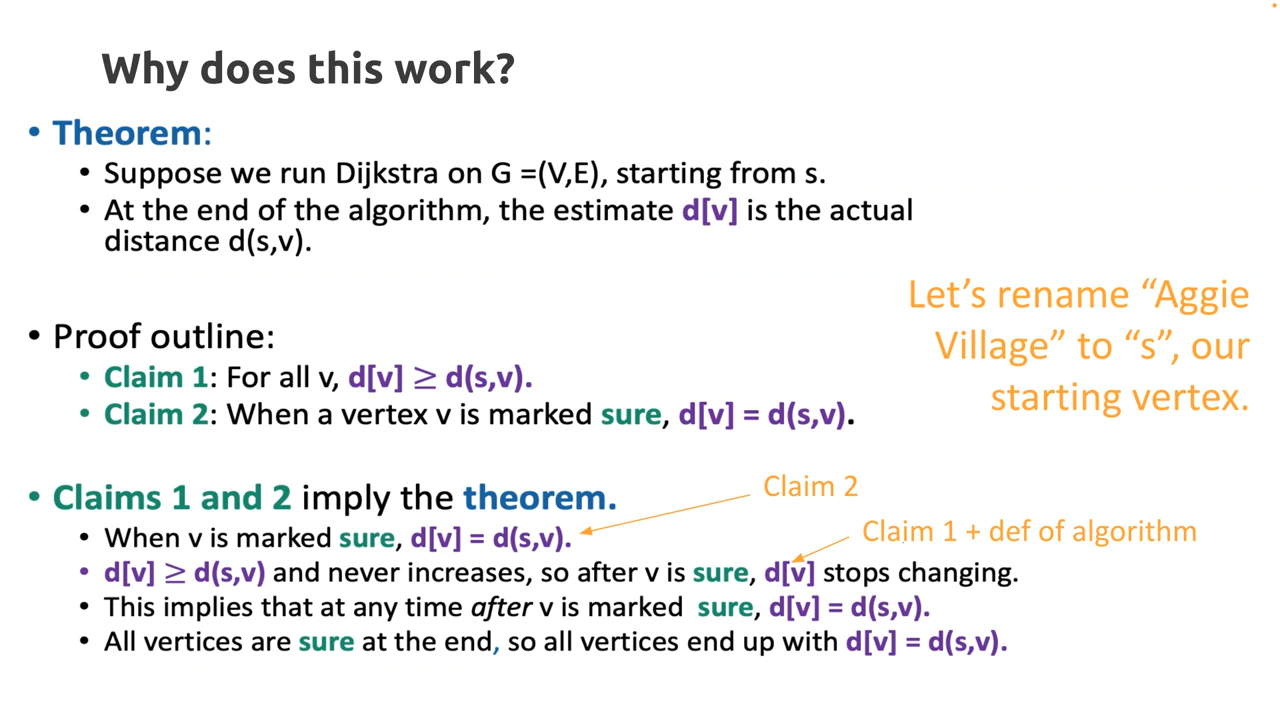 Why does this work?
• Theorem:
• Suppose we run Dijkstra on G =(V,E), starting from s.
• At the end of the algorithm, the estimate d[v] is the actual
distance d(s,v).
Let’s rename “Aggie
Village” to “s”, our
starting vertex.
• Proof outline:
• Claim 1: For all v, d[v] ≥ d(s,v).
• Claim 2: When a vertex v is marked sure, d[v] = d(s,v).
• Claims 1 and 2 imply the theorem.
Claim 2
• When v is marked sure, d[v] = d(s,v).
Claim 1 + def of algorithm
• d[v] ≥ d(s,v) and never increases, so after v is sure, d[v] stops changing.
• This implies that at any time after v is marked sure, d[v] = d(s,v).
• All vertices are sure at the end, so all vertices end up with d[v] = d(s,v).